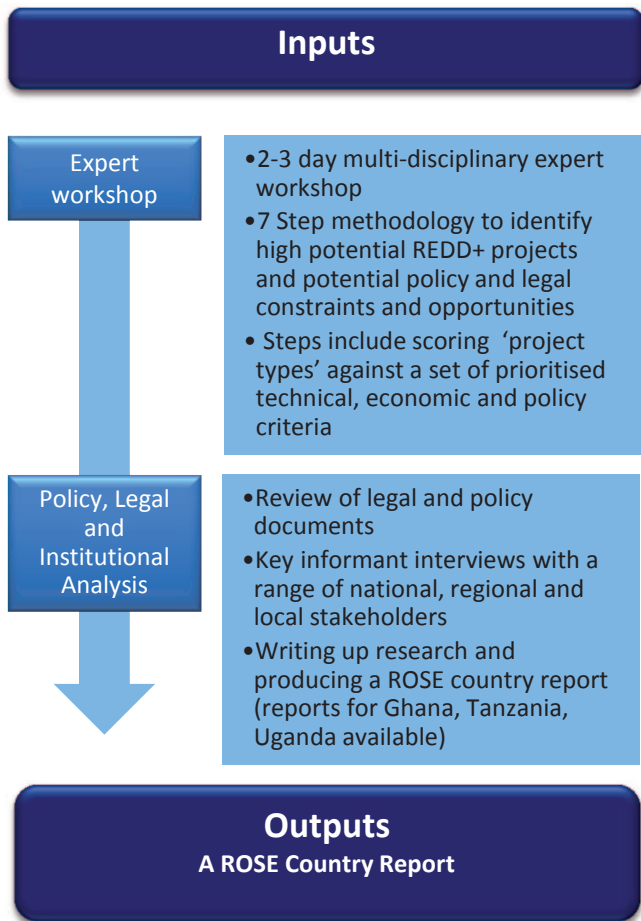 Inputs
Expert
workshop
•2-3 day multi-disciplinary expert
workshop
•7 Step methodology to identify
high potential REDD+ projects
and potential policy and legal
constraints and opportunities
• Steps include scoring ‘project
types’ against a set of prioritised
technical, economic and policy
criteria
Policy, Legal
and
Institutional
Analysis
•Review of legal and policy
documents
•Key informant interviews with a
range of national, regional and
local stakeholders
•Writing up research and
producing a ROSE country report
(reports for Ghana, Tanzania,
Uganda available)
Outputs
A ROSE Country Report